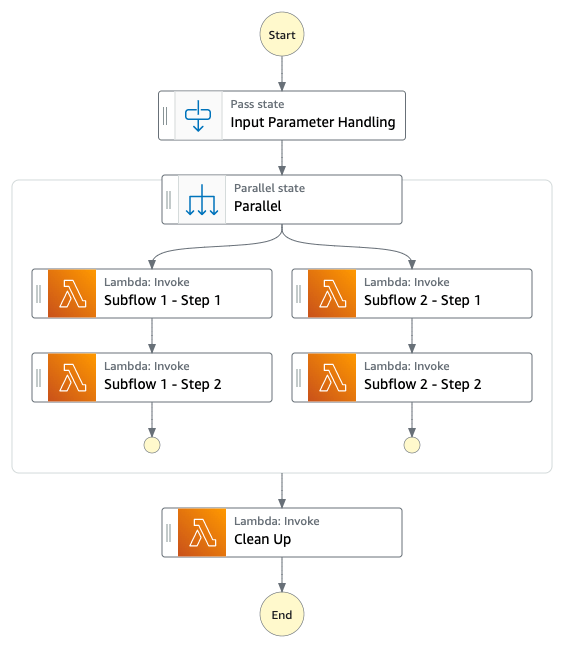 Start
Pass state
Input Parameter Handling
Parallel state
Parallel
Lambda: Invoke
Subflow 1 - Step 1
Lambda: Invoke
Subflow 2 - Step 1
Lambda: Invoke
Subflow 1 - Step 2
Lambda: Invoke
Subflow 2 - Step 2
Lambda: Invoke
Clean Up
End